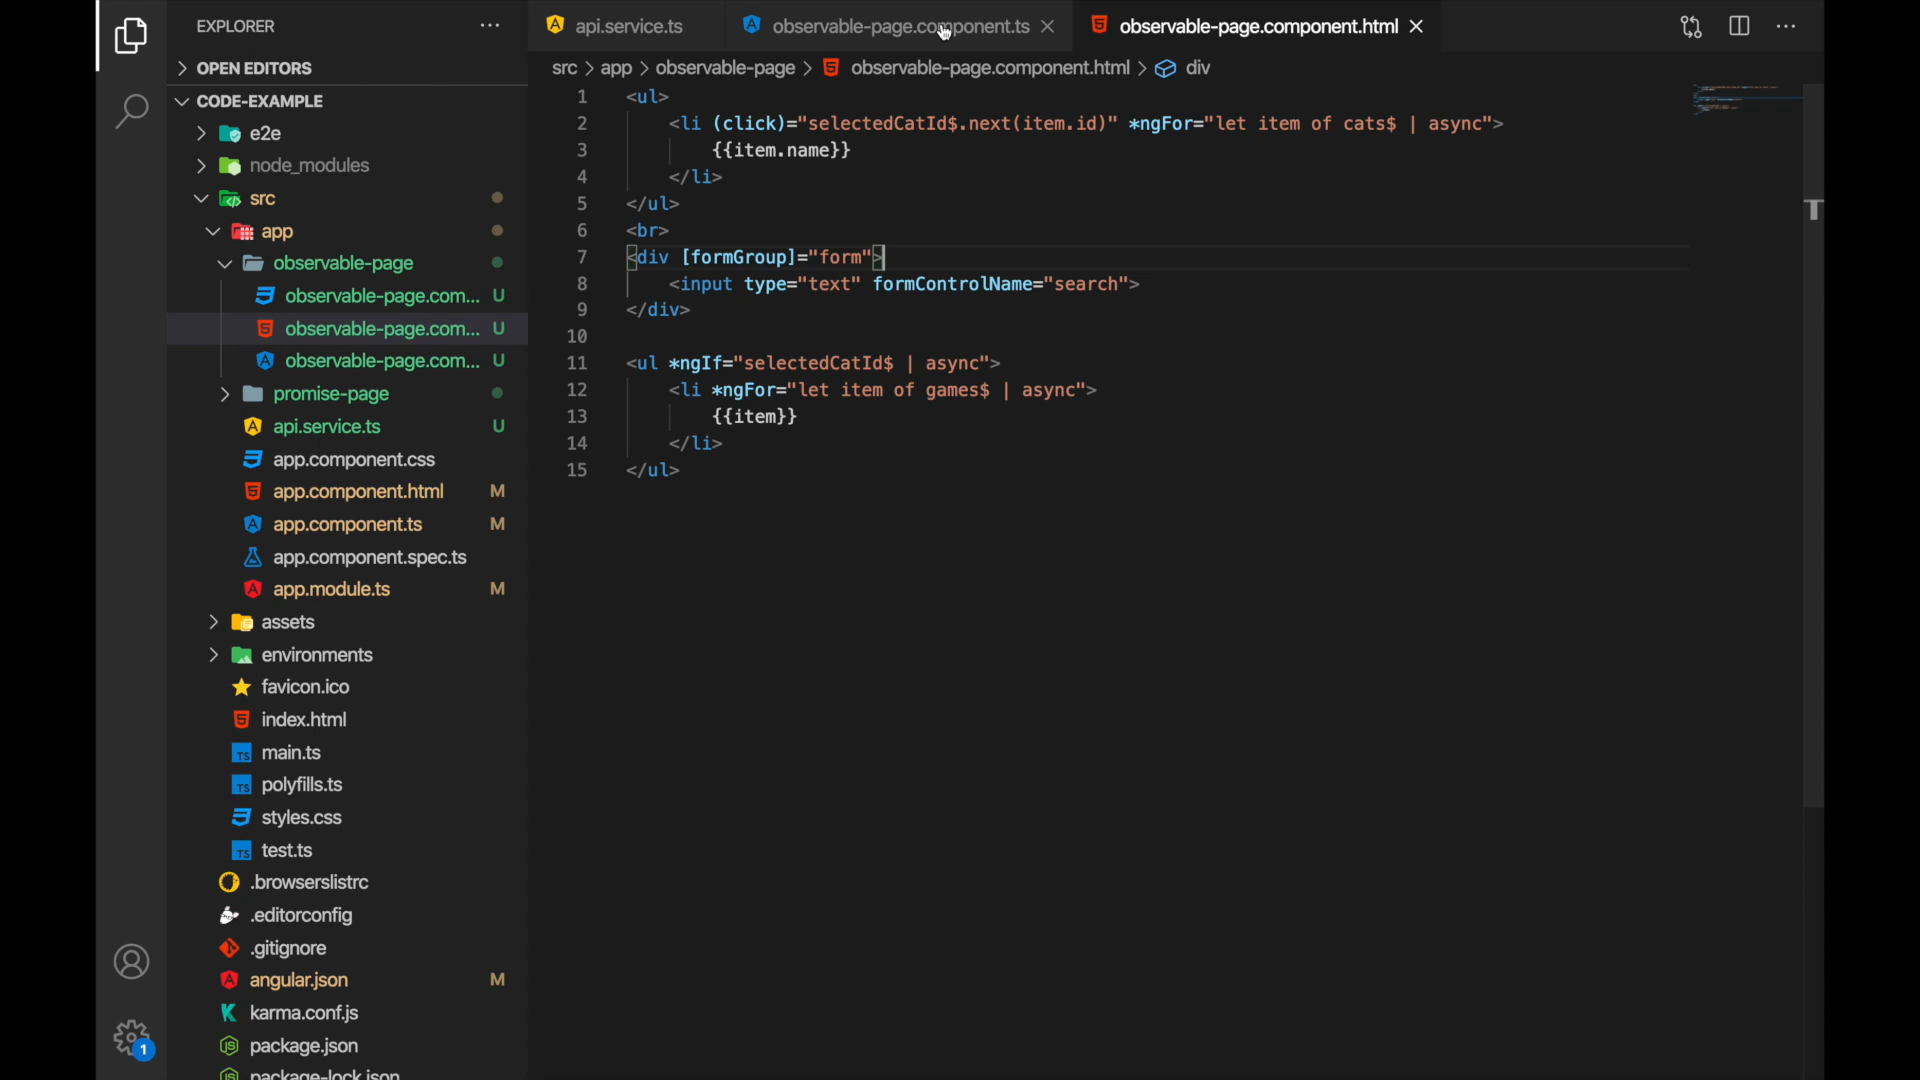 EXPLORER
OPEN EDITORS
CODE-EXAMPLE
e2e
node_modules
src
app
observable-page
observable-page.com... U
observable-page.com... U
observable-page.com... U
promise-page
api.service.ts U
app.component.css
app.component.html M
app.component.ts M
app.component.spec.ts
app.module.ts M
assets
environments
favicon.ico
index.html
main.ts
polyfills.ts
styles.css
test.ts
.browserslistrc
.editorconfig
.gitignore
angular.json M
karma.conf.js
package.json
package-lock.json
1
api.service.ts
observable-page.component.ts
observable-page.component.html
src > app > observable-page > observable-page.component.html > div
1 <ul>
2 <li (click)="selectedCatId$.next(item.id)" *ngFor="let item of cats$ | async">
3 {{item.name}}
4 </li>
5 </ul>
6 <br>
7 <div [formGroup]="form">
8 <input type="text" formControlName="search">
9 </div>
10
11 <ul *ngIf="selectedCatId$ | async">
12 <li *ngFor="let item of games$ | async">
13 {{item}}
14 </li>
15 </ul>